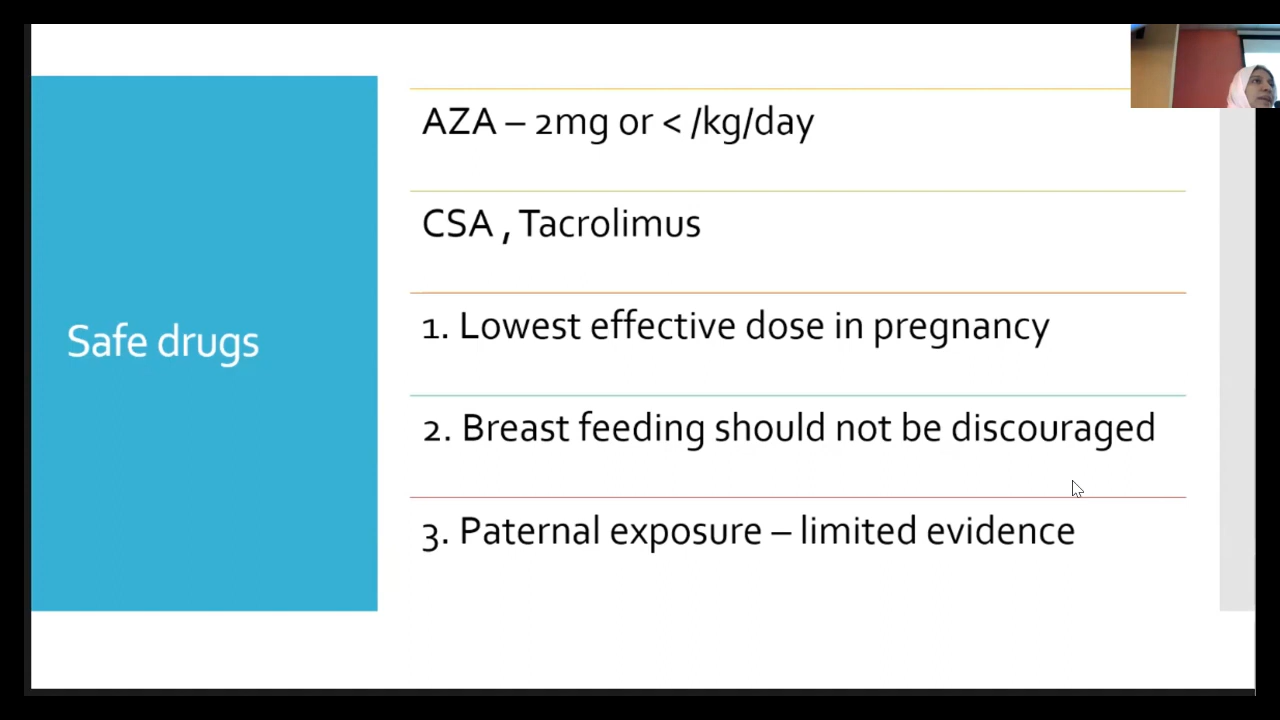 Safe drugs
AZA – 2mg or < /kg/day
CSA , Tacrolimus
1. Lowest effective dose in pregnancy
2. Breast feeding should not be discouraged
3. Paternal exposure – limited evidence